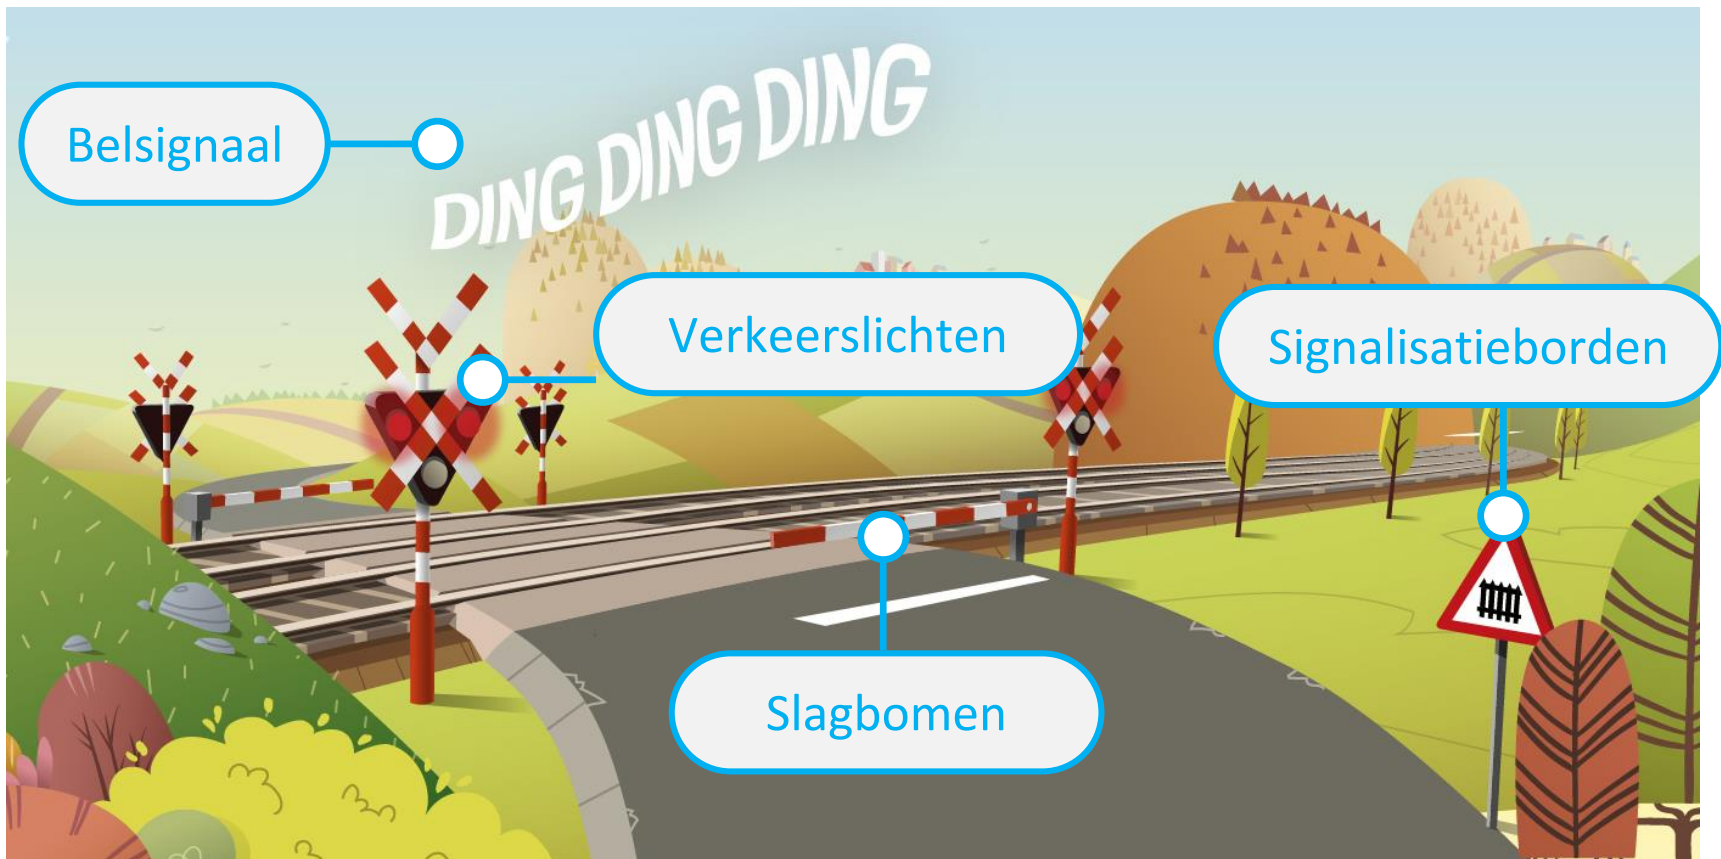 Belsignaal
DING DING DING
Verkeerslichten
Signalisatieborden
Slagbomen